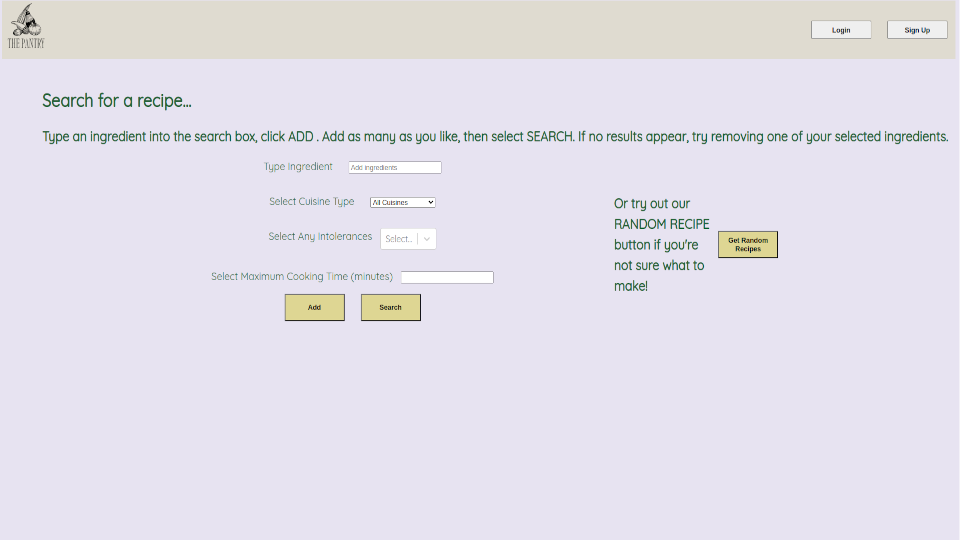 THE PANTRY
Login
Sign Up
Search for a recipe...
Type an ingredient into the search box, click ADD . Add as many as you like, then select SEARCH. If no results appear, try removing one of your selected ingredients.
Type Ingredient
Add ingredients
Select Cuisine Type
All Cuisines
Select Any Intolerances
Select...
Select Maximum Cooking Time (minutes)
Add
Search
Or try out our
RANDOM RECIPE
button if you're
not sure what to
make!
Get Random
Recipes